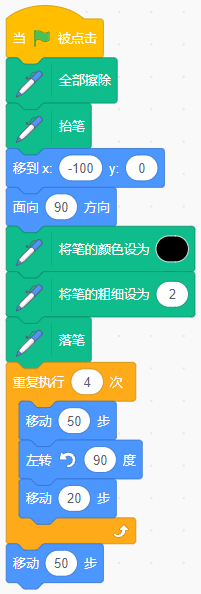 当 被点击
全部擦除
抬笔
移到 x: -100 y: 0
面向 90 方向
将笔的颜色设为
将笔的粗细设为 2
落笔
重复执行 4 次
移动 50 步
左转 90 度
移动 20 步
移动 50 步